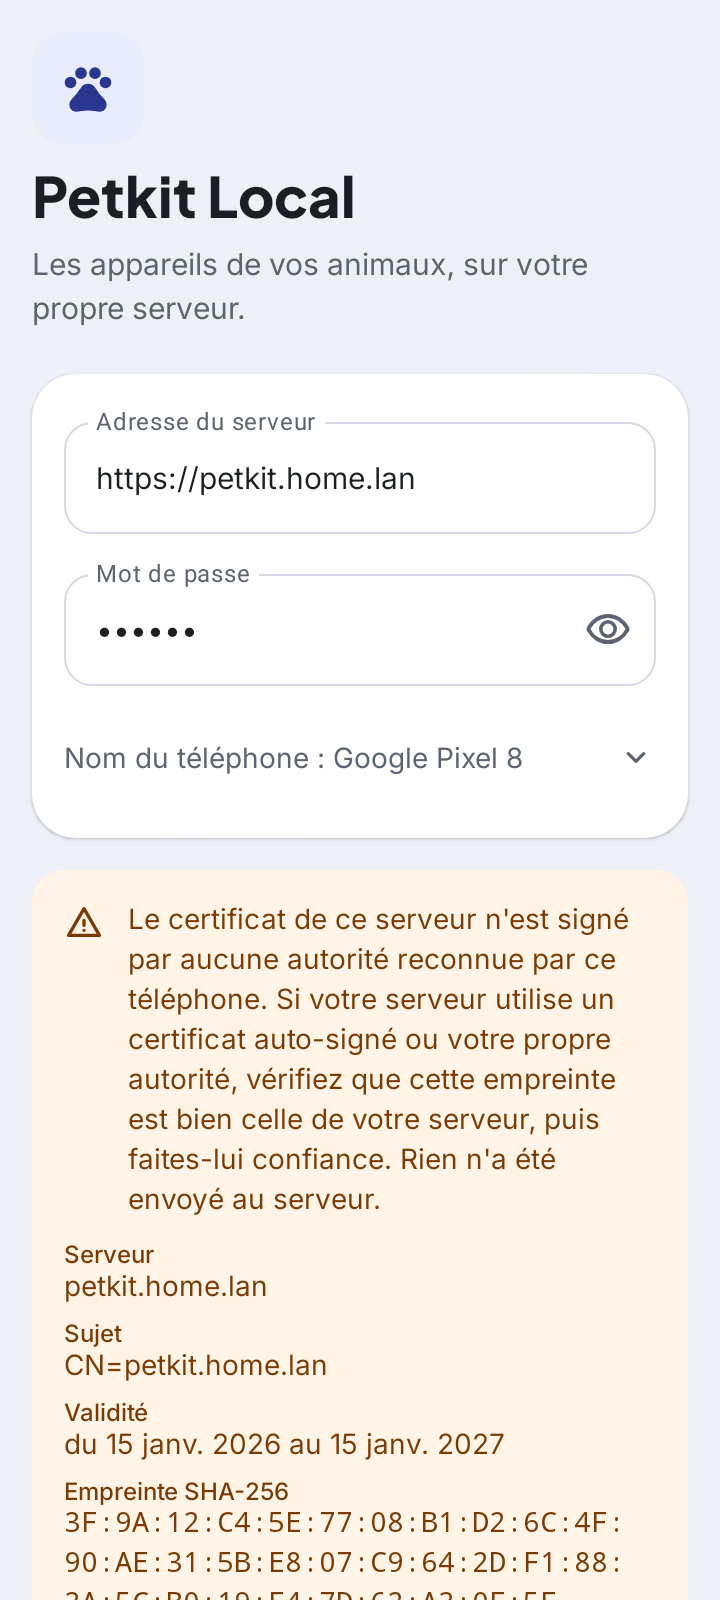 Petkit Local
Les appareils de vos animaux, sur votre
propre serveur.
Adresse du serveur
https://petkit.home.lan
Mot de passe
••••••
Nom du téléphone : Google Pixel 8
Le certificat de ce serveur n'est signé
par aucune autorité reconnue par ce
téléphone. Si votre serveur utilise un
certificat auto-signé ou votre propre
autorité, vérifiez que cette empreinte
est bien celle de votre serveur, puis
faites-lui confiance. Rien n'a été
envoyé au serveur.
Serveur
petkit.home.lan
Sujet
CN=petkit.home.lan
Validité
du 15 janv. 2026 au 15 janv. 2027
Empreinte SHA-256
3F:9A:12:C4:5E:77:08:B1:D2:6C:4F:
90:AE:31:5B:E8:07:C9:64:2D:F1:88: